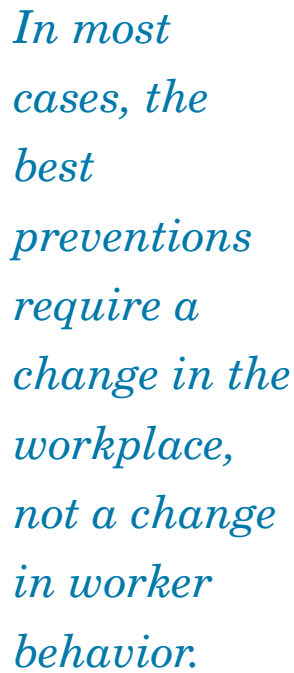 In most
cases, the
best
preventions
require a
change in the
workplace,
not a change
in worker
behavior.